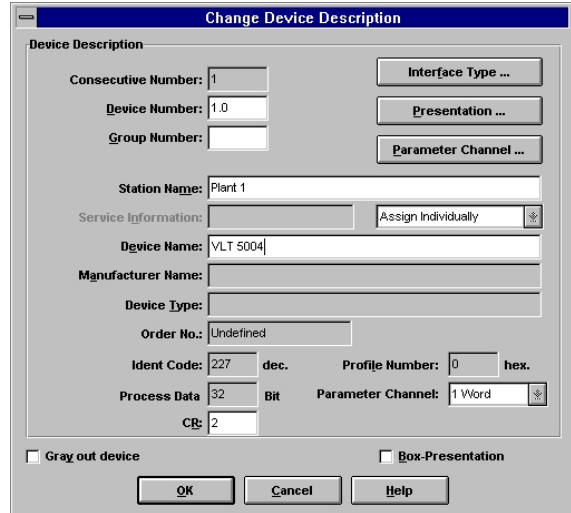 Change Device Description
Device Description
Consecutive Number: 1
Interface Type ...
Device Number: 1.0
Presentation ...
Group Number:
Parameter Channel ...
Station Name: Plant 1
Service Information: Assign Individually
Device Name: VLT 5004
Manufacturer Name:
Device Type:
Order No.: Undefined
Ident Code: 227 dec. Profile Number: 0 hex.
Process Data 32 Bit Parameter Channel: 1 Word
CR: 2
Gray out device Box-Presentation
OK Cancel Help